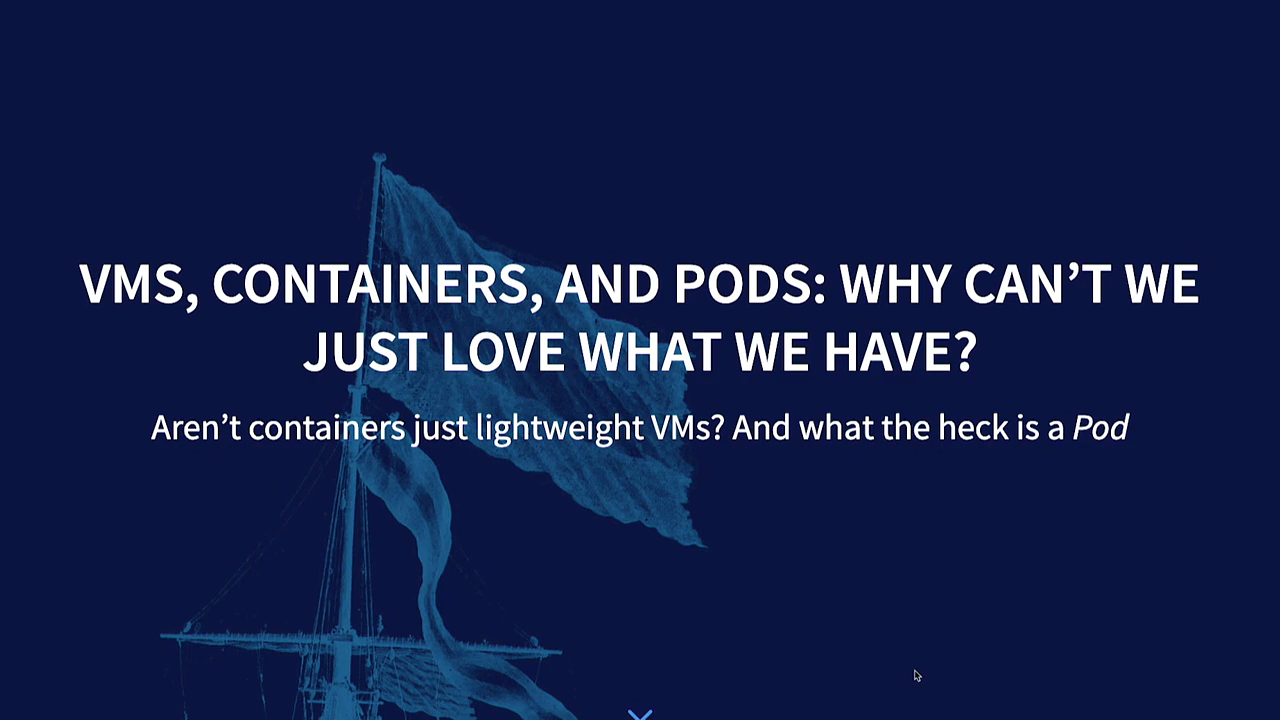 VMS, CONTAINERS, AND PODS: WHY CAN’T WE
JUST LOVE WHAT WE HAVE?
Aren’t containers just lightweight VMs? And what the heck is a Pod